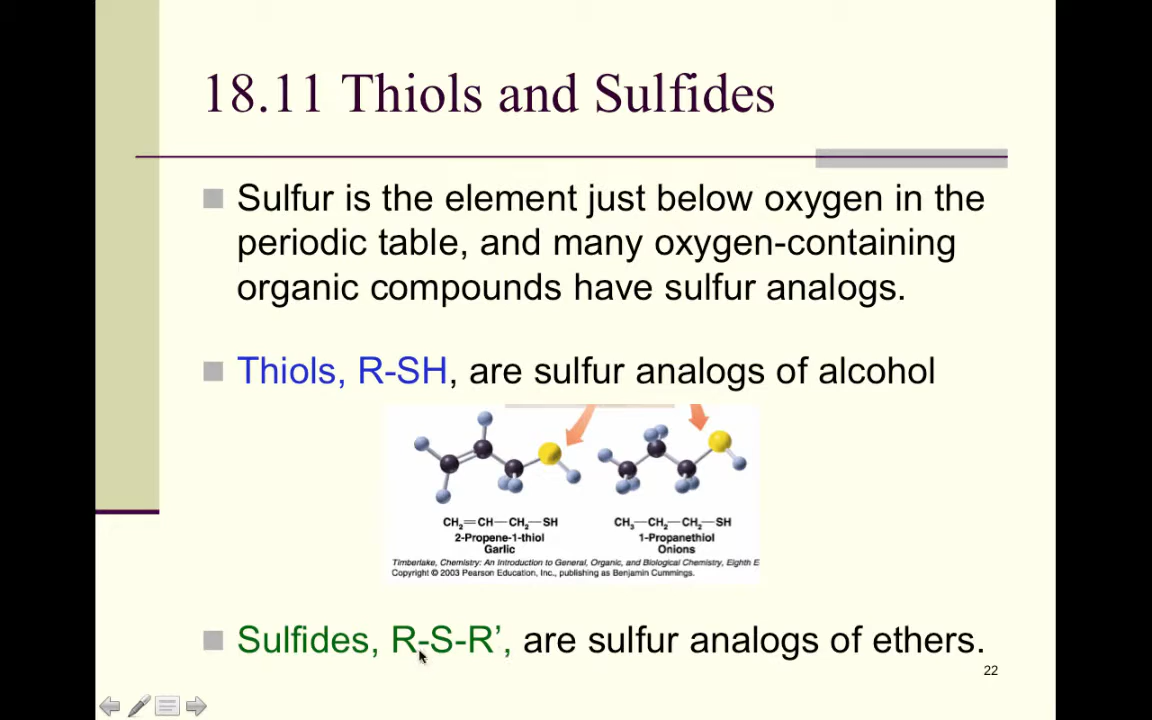 18.11 Thiols and Sulfides
Sulfur is the element just below oxygen in the
periodic table, and many oxygen-containing
organic compounds have sulfur analogs.
Thiols, R-SH, are sulfur analogs of alcohol
CH₂=CH—CH₂—SH
2-Propene-1-thiol
Garlic
CH₃—CH₂—CH₂—SH
1-Propanethiol
Onions
Timberlake, Chemistry: An Introduction to General, Organic, and Biological Chemistry, Eighth E
Copyright © 2003 Pearson Education, Inc., publishing as Benjamin Cummings.
Sulfides, R-S-R’, are sulfur analogs of ethers.
22